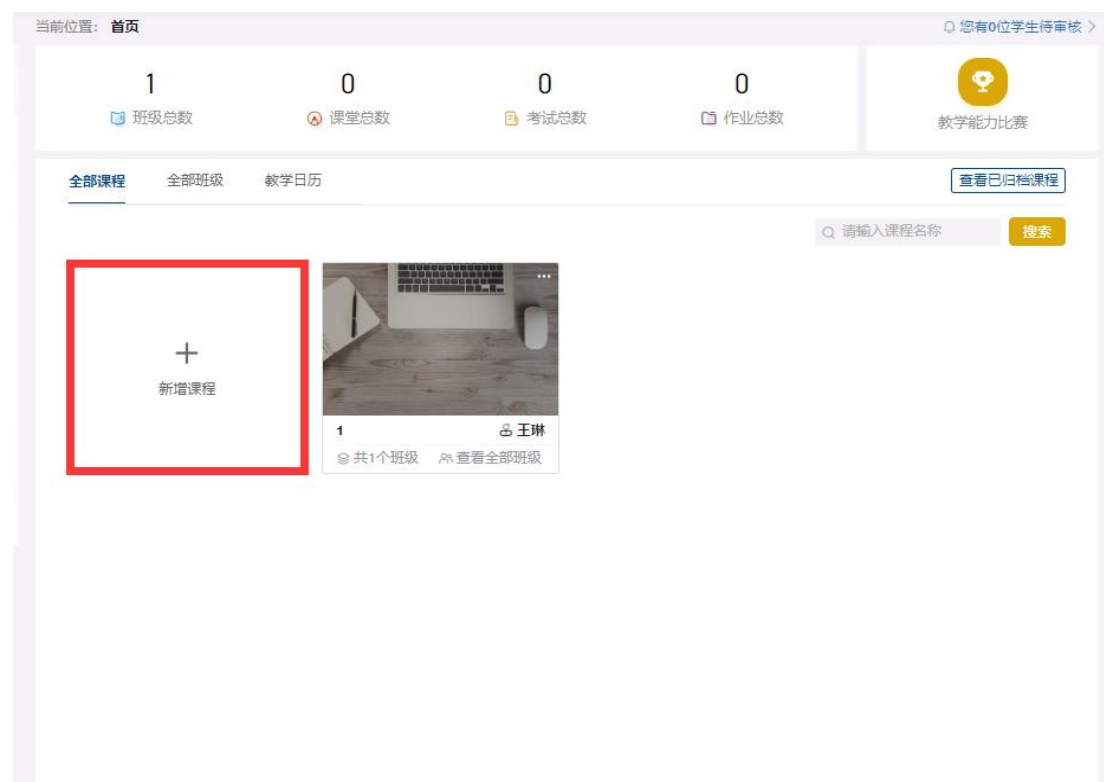 当前位置： 首页
您有0位学生待审核 >
1
班级总数
0
课堂总数
0
考试总数
0
作业总数
教学能力比赛
全部课程 全部班级 教学日历
查看已归档课程
请输入课程名称 搜索
+
新增课程
...
1 王琳
共1个班级 查看全部班级